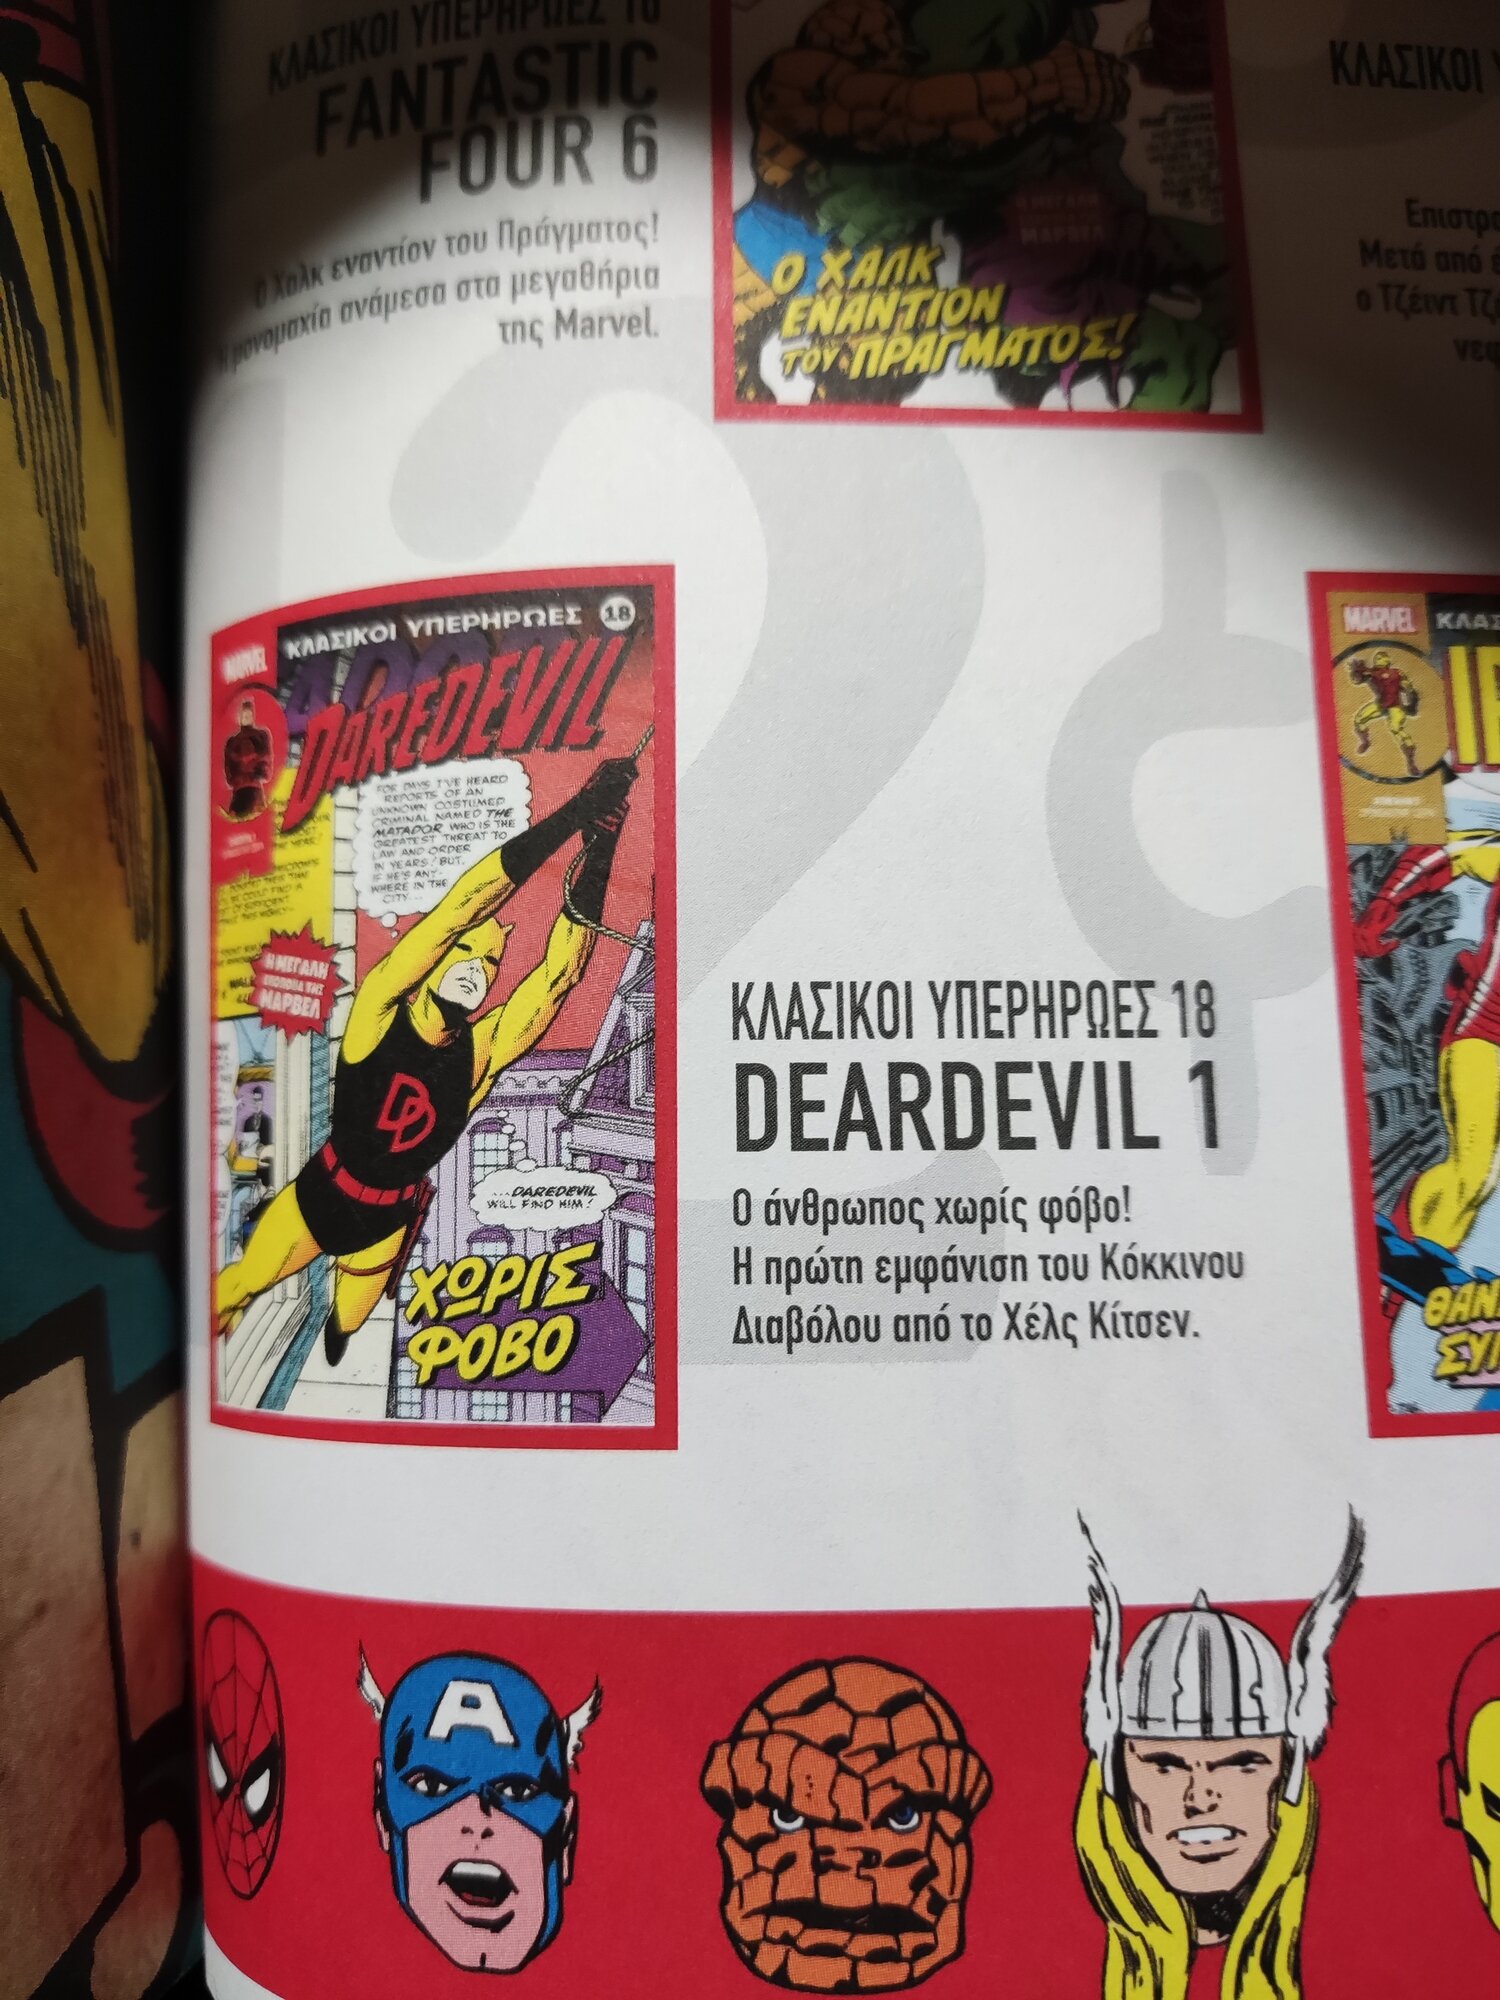 ΚΛΑΣΙΚΟΙ ΥΠΕΡΗΡΩΕΣ 16
FANTASTIC
FOUR 6
Ο Χαλκ εναντίον του Πράγματος!
Η μονομαχία ανάμεσα στα μεγαθήρια
της Marvel.
Ο ΧΑΛΚ
ΕΝΑΝΤΙΟΝ
ΤΟΥ ΠΡΑΓΜΑΤΟΣ!
ΚΛΑΣΙΚΟΙ
Μετά από
ο Τζέιντ
MARVEL
ΚΛΑΣΙΚΟΙ ΥΠΕΡΗΡΩΕΣ 18
DAREDEVIL
FOR DAYS I'VE HEARD
REPORTS OF AN
UNKNOWN COSTUMED
CRIMINAL NAMED THE
MATADOR WHO IS THE
GREATEST THREAT TO
LAW AND ORDER
IN YEARS! BUT,
IF HE'S ANY-
WHERE IN THE
CITY...
Η ΜΕΓΑΛΗ
ΕΠΟΠΟΙΙΑ ΤΗΣ
ΜΑΡΒΕΛ
...DAREDEVIL
WILL FIND HIM!
ΧΩΡΙΣ
ΦΟΒΟ
ΚΛΑΣΙΚΟΙ ΥΠΕΡΗΡΩΕΣ 18
DEARDEVIL 1
Ο άνθρωπος χωρίς φόβο!
Η πρώτη εμφάνιση του Κόκκινου
Διαβόλου από το Χέλς Κίτσεν.
MARVEL
A